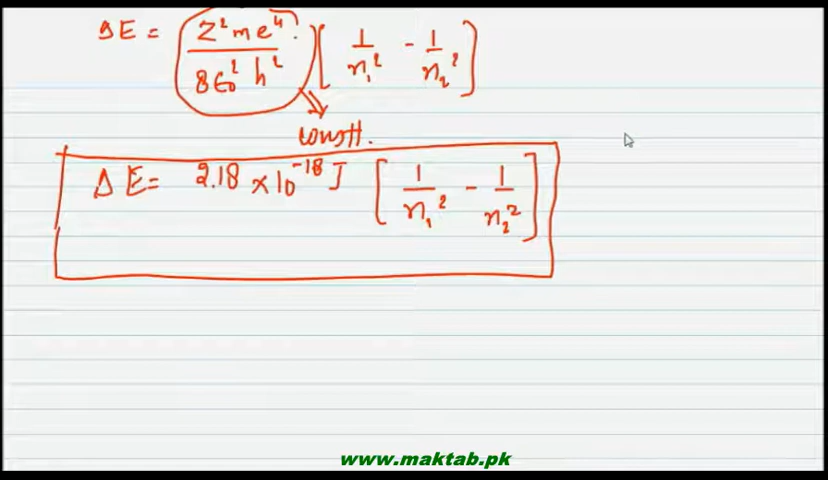 ΔE = (Z²me⁴ / 8ε₀²h²) [1/n₁² - 1/n₂²]
constt.
ΔE = 2.18 × 10⁻¹⁸ J [1/n₁² - 1/n₂²]
www.maktab.pk